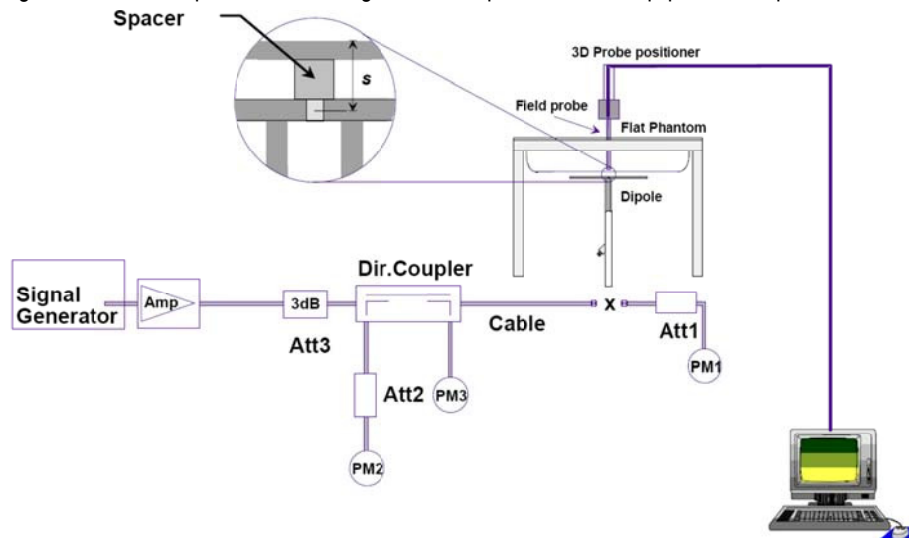 Spacer
s
3D Probe positioner
Field probe
Flat Phantom
Dipole
Dir.Coupler
Signal
Generator
Amp
3dB
Att3
Cable
x
Att1
PM1
Att2
PM3
PM2